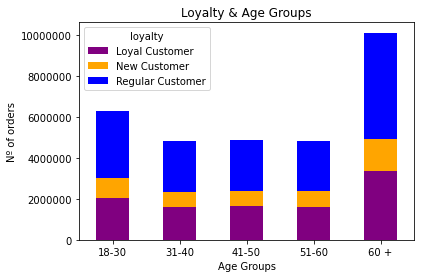 Loyalty & Age Groups
loyalty
Loyal Customer
New Customer
Regular Customer
Nº of orders
10000000
8000000
6000000
4000000
2000000
0
18-30 31-40 41-50 51-60 60 +
Age Groups